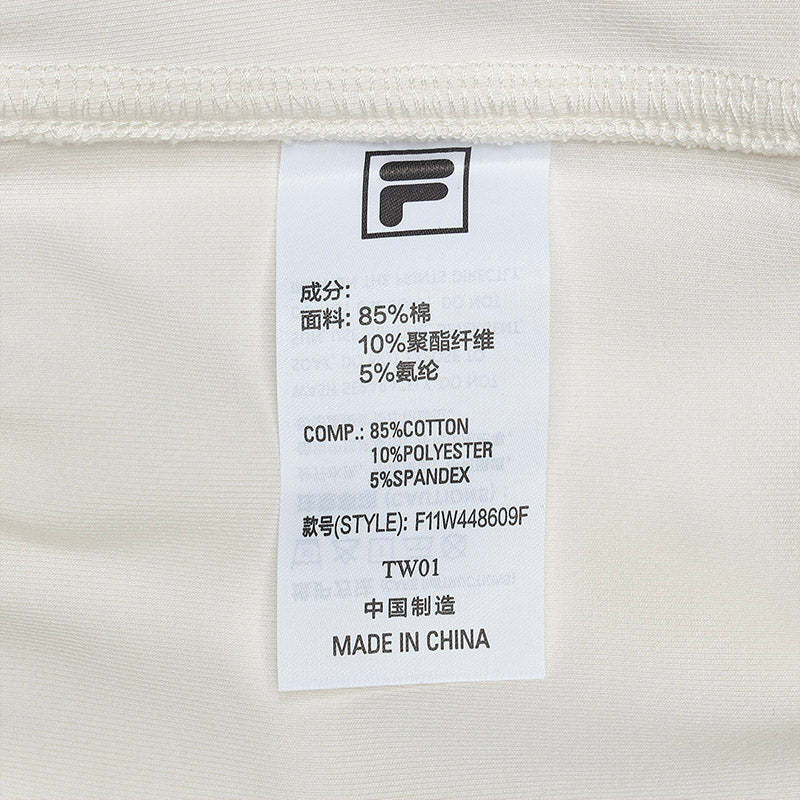 成分:
面料: 85%棉
10%聚酯纤维
5%氨纶
COMP.: 85%COTTON
10%POLYESTER
5%SPANDEX
款号(STYLE): F11W448609F
TW01
中国制造
MADE IN CHINA